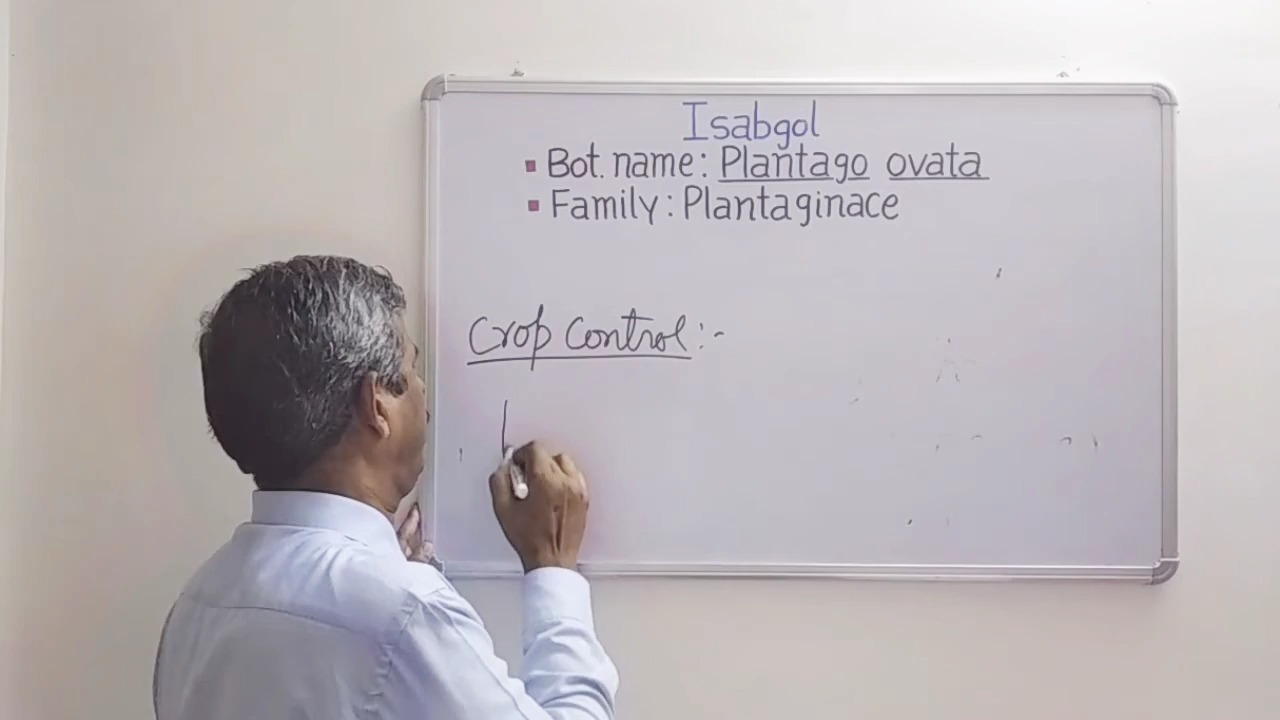 Isabgol
▪ Bot. name: Plantago ovata
▪ Family: Plantaginace
Crop Control:-